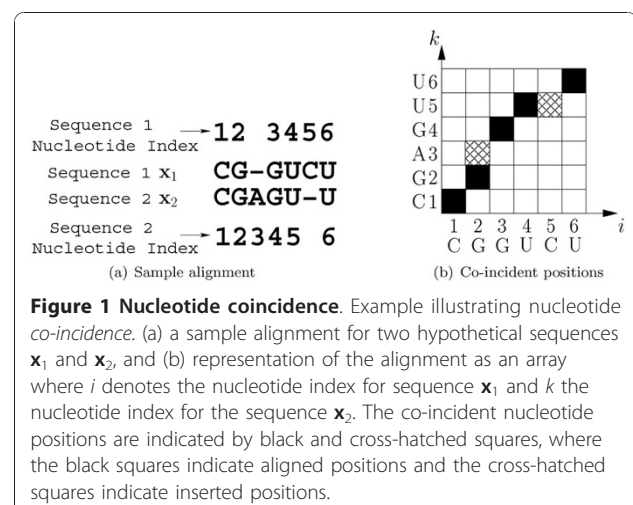 Sequence 1
Nucleotide Index
12 3456
Sequence 1 x1
CG-GUCU
Sequence 2 x2
CGAGU-U
Sequence 2
Nucleotide Index
12345 6
(a) Sample alignment
k
U6
U5
G4
A3
G2
C1
1 2 3 4 5 6
i
C G G U C U
(b) Co-incident positions
Figure 1 Nucleotide coincidence. Example illustrating nucleotide
co-incidence. (a) a sample alignment for two hypothetical sequences
x1 and x2, and (b) representation of the alignment as an array
where i denotes the nucleotide index for sequence x1 and k the
nucleotide index for the sequence x2. The co-incident nucleotide
positions are indicated by black and cross-hatched squares, where
the black squares indicate aligned positions and the cross-hatched
squares indicate inserted positions.